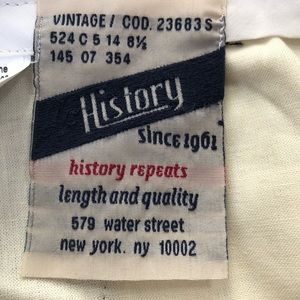 VINTAGE / COD. 23683 S
524 C 5 14 8½
145 07 354
History
since 1961
history repeats
length and quality
579 water street
new york. ny 10002